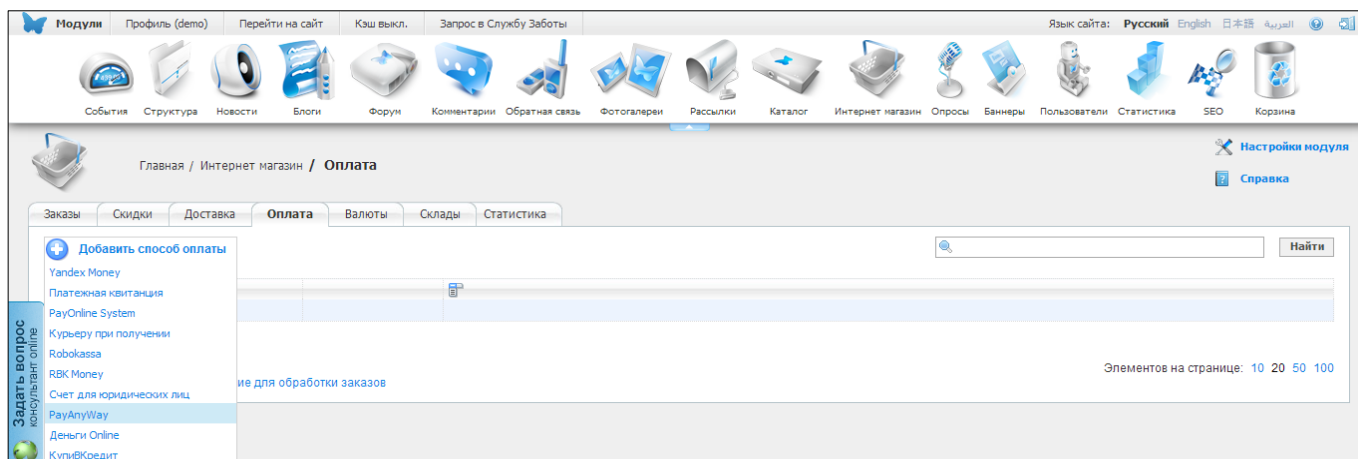 Модули Профиль (demo) Перейти на сайт Кэш выкл. Запрос в Службу Заботы Язык сайта: Русский English 日本語 العربية
События Структура Новости Блоги Форум Комментарии Обратная связь Фотогалереи Рассылки Каталог Интернет магазин Опросы Баннеры Пользователи Статистика SEO Корзина
Главная / Интернет магазин / Оплата
Настройки модуля
Справка
Заказы Скидки Доставка Оплата Валюты Склады Статистика
Добавить способ оплаты
Найти
Yandex Money
Платежная квитанция
PayOnline System
Курьеру при получении
Robokassa
RBK Money
Счет для юридических лиц
PayAnyWay
Деньги Online
КупиВКредит
ие для обработки заказов
Элементов на странице: 10 20 50 100
Задать вопрос
консультант online